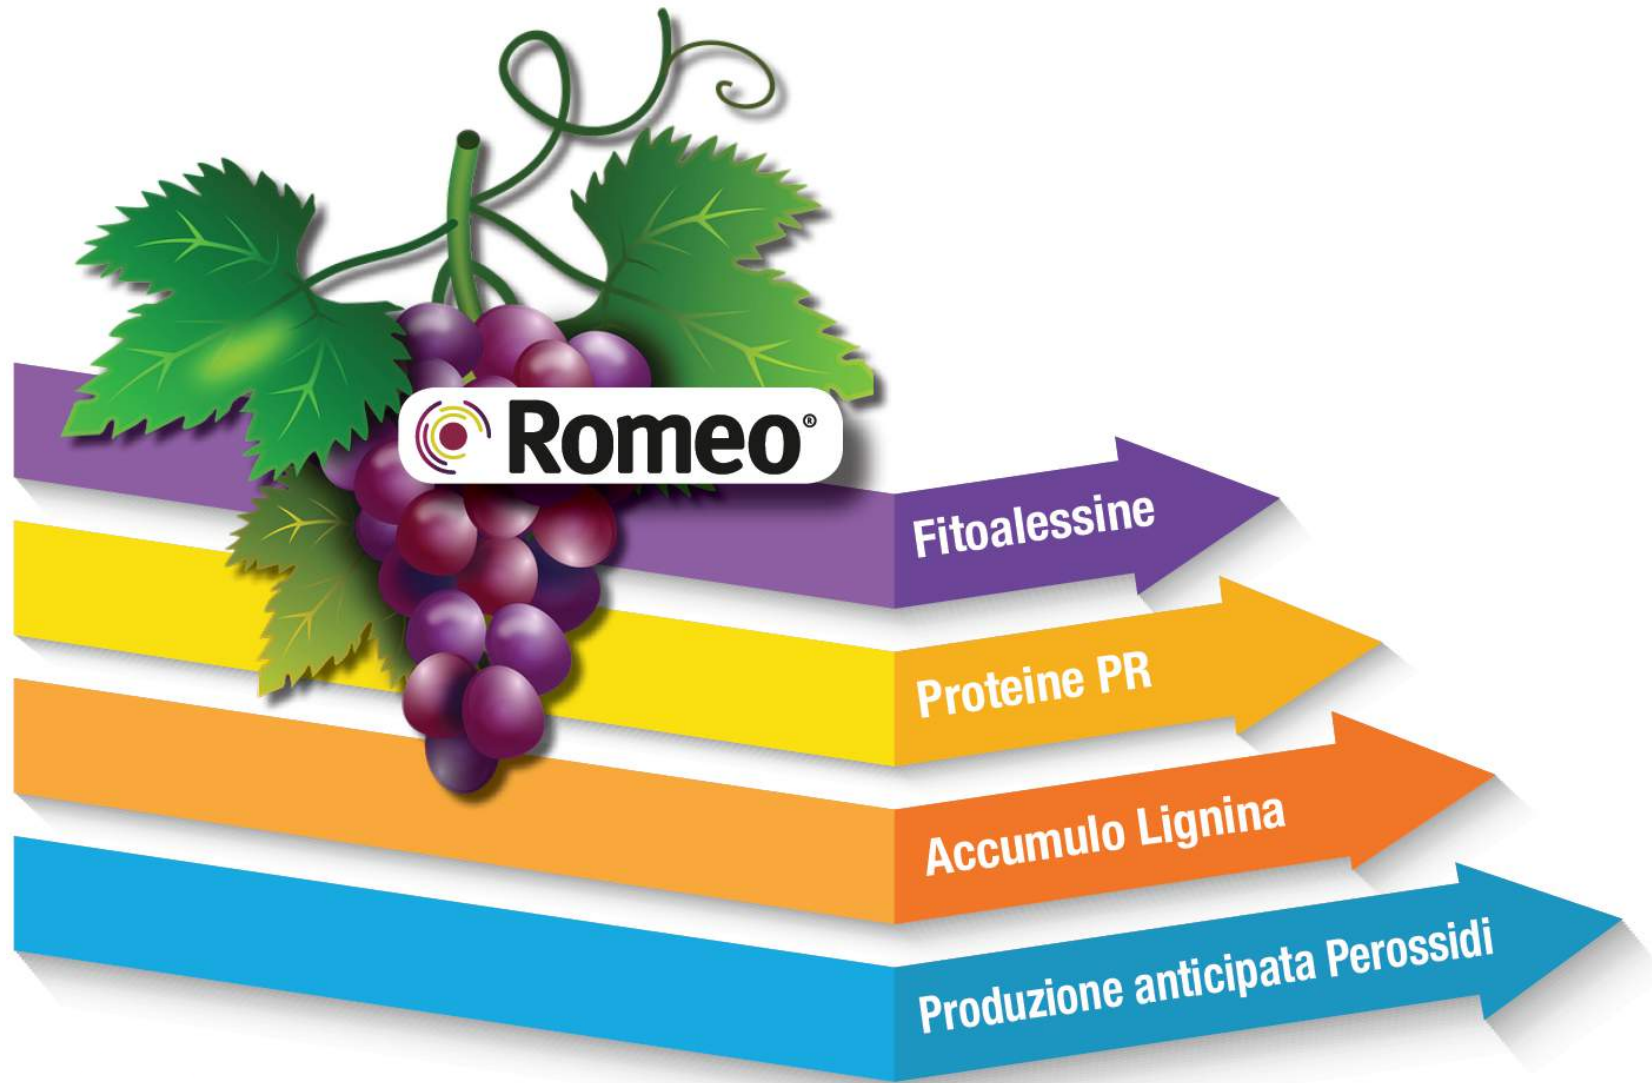 Romeo®
Fitoalessine
Proteine PR
Accumulo Lignina
Produzione anticipata Perossidi